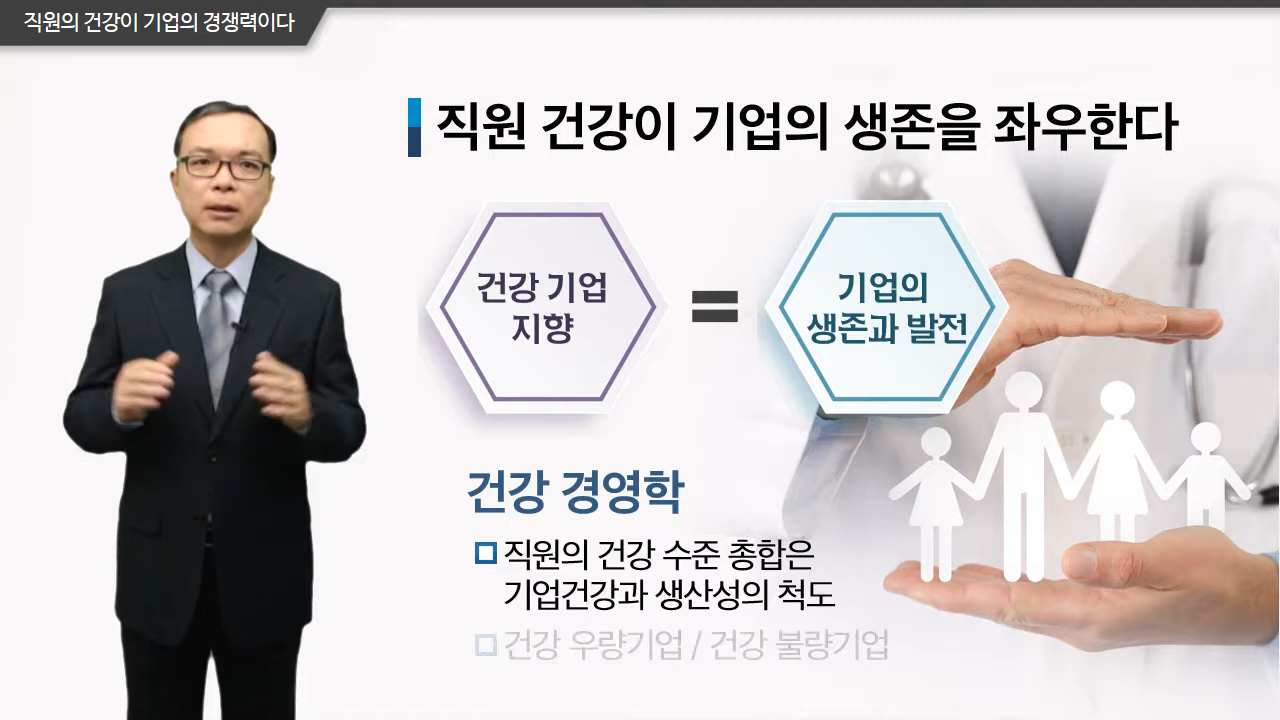 직원의 건강이 기업의 경쟁력이다
직원 건강이 기업의 생존을 좌우한다
건강 기업
지향
=
기업의
생존과 발전
건강 경영학
직원의 건강 수준 총합은
기업건강과 생산성의 척도
건강 우량기업 / 건강 불량기업